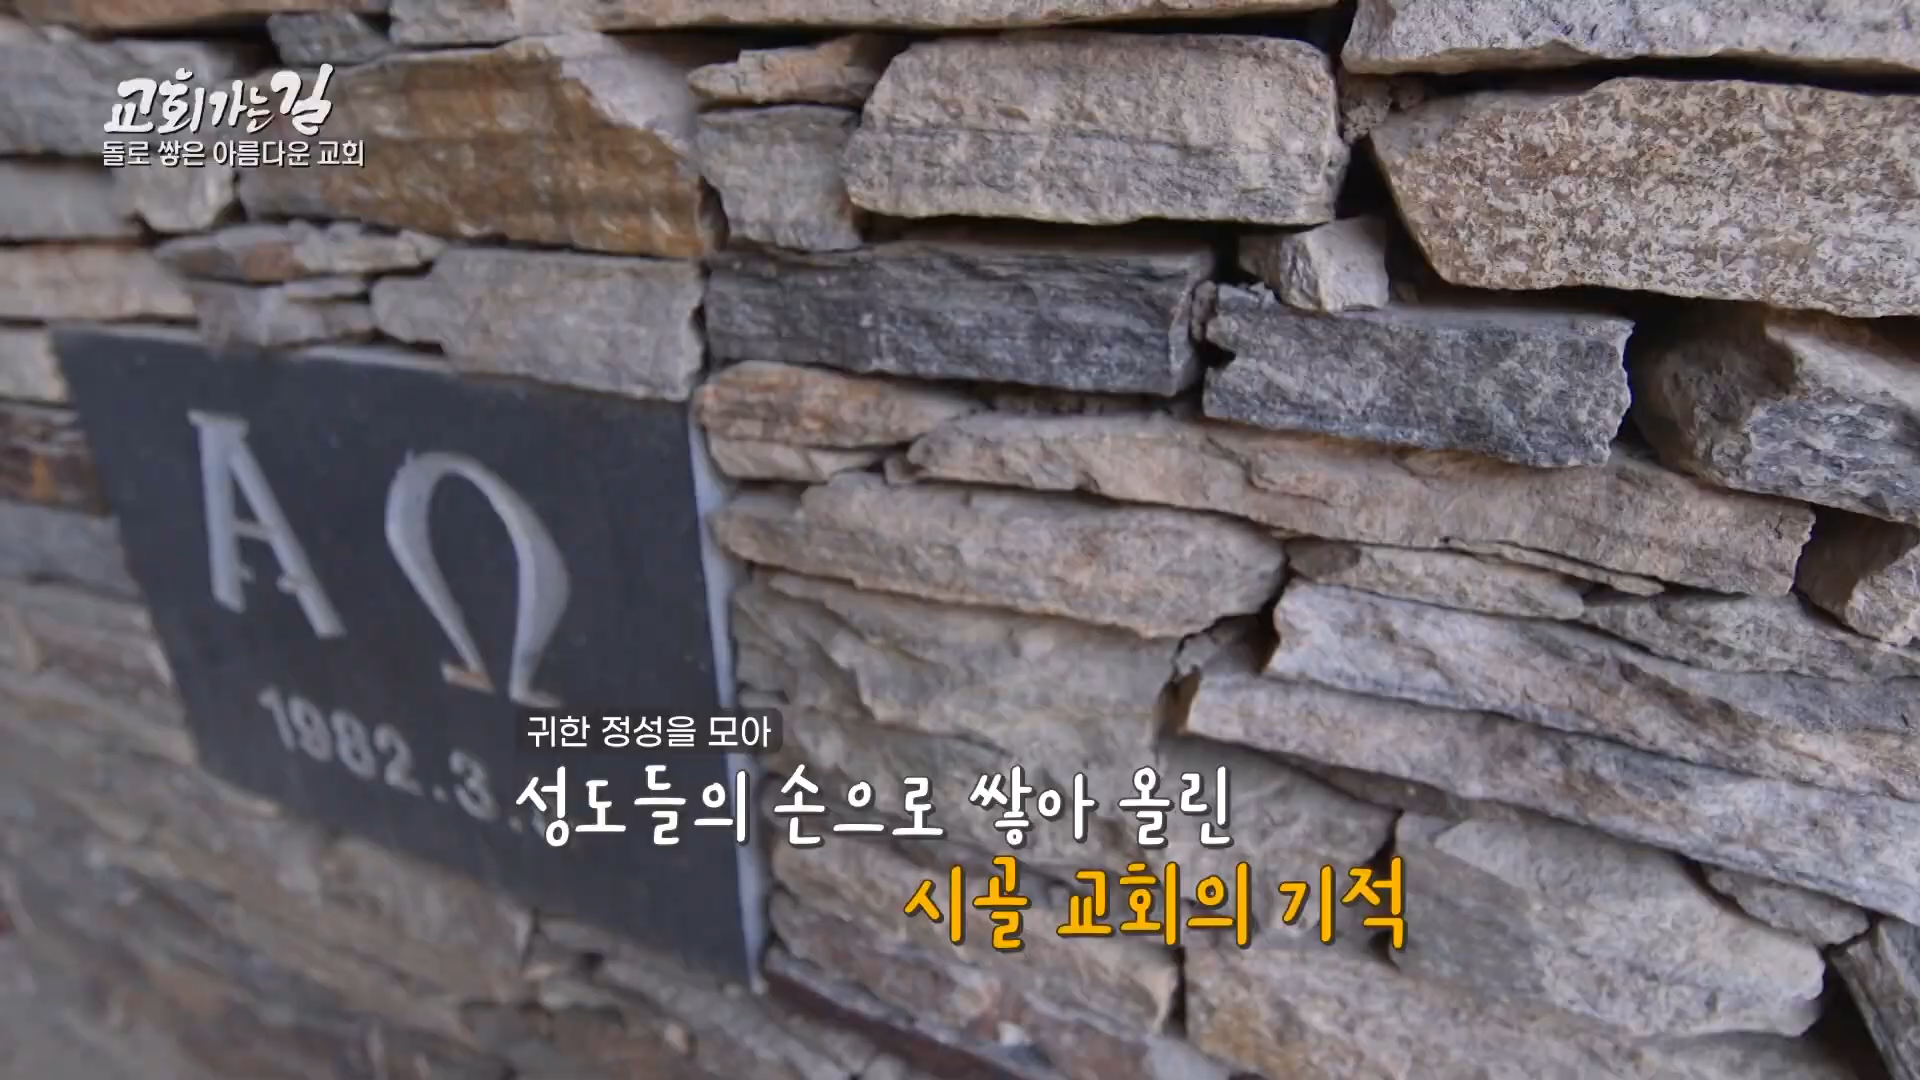 교회가는길
돌로 쌓은 아름다운 교회
Α Ω
1982.3.
귀한 정성을 모아
성도들의 손으로 쌓아 올린
시골 교회의 기적